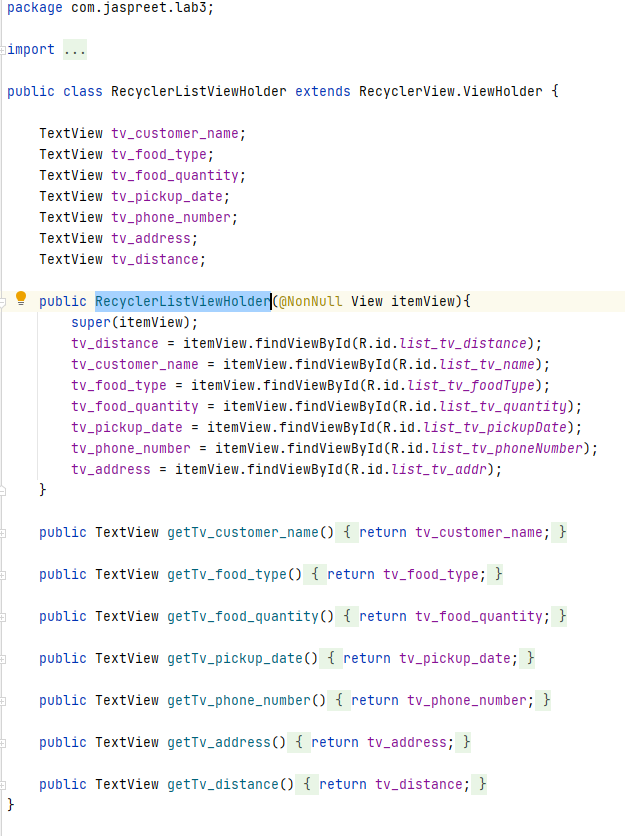 package com.jaspreet.lab3;
import ...
public class RecyclerListViewHolder extends RecyclerView.ViewHolder {
TextView tv_customer_name;
TextView tv_food_type;
TextView tv_food_quantity;
TextView tv_pickup_date;
TextView tv_phone_number;
TextView tv_address;
TextView tv_distance;
public RecyclerListViewHolder(@NonNull View itemView){
super(itemView);
tv_distance = itemView.findViewById(R.id.list_tv_distance);
tv_customer_name = itemView.findViewById(R.id.list_tv_name);
tv_food_type = itemView.findViewById(R.id.list_tv_foodType);
tv_food_quantity = itemView.findViewById(R.id.list_tv_quantity);
tv_pickup_date = itemView.findViewById(R.id.list_tv_pickupDate);
tv_phone_number = itemView.findViewById(R.id.list_tv_phoneNumber);
tv_address = itemView.findViewById(R.id.list_tv_addr);
}
public TextView getTv_customer_name() { return tv_customer_name; }
public TextView getTv_food_type() { return tv_food_type; }
public TextView getTv_food_quantity() { return tv_food_quantity; }
public TextView getTv_pickup_date() { return tv_pickup_date; }
public TextView getTv_phone_number() { return tv_phone_number; }
public TextView getTv_address() { return tv_address; }
public TextView getTv_distance() { return tv_distance; }
}